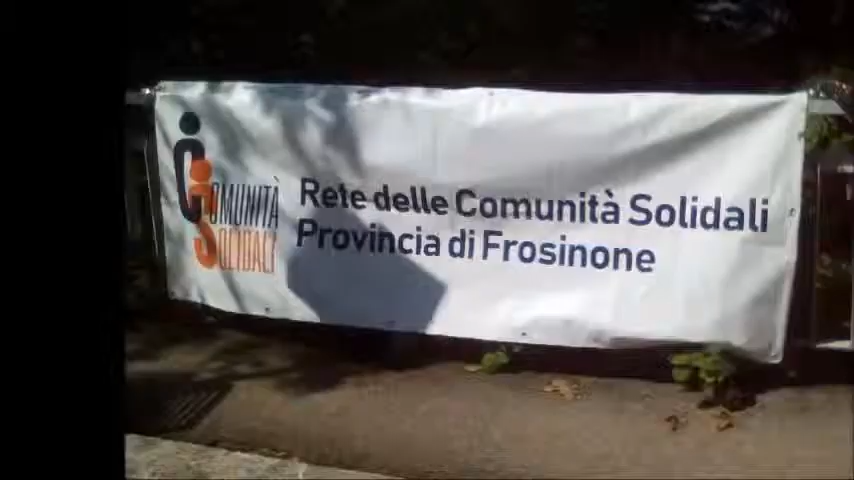 COMUNITÀ
SOLIDALI
Rete delle Comunità Solidali
Provincia di Frosinone